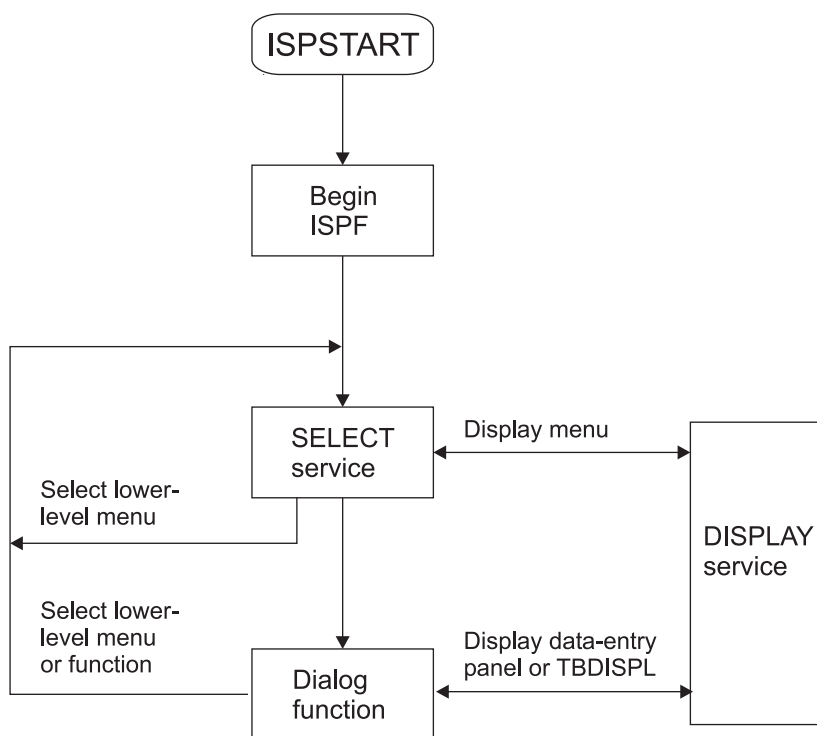 ISPSTART
Begin
ISPF
SELECT
service
Display menu
Select lower-
level menu
DISPLAY
service
Select lower-
level menu
or function
Display data-entry
panel or TBDISPL
Dialog
function